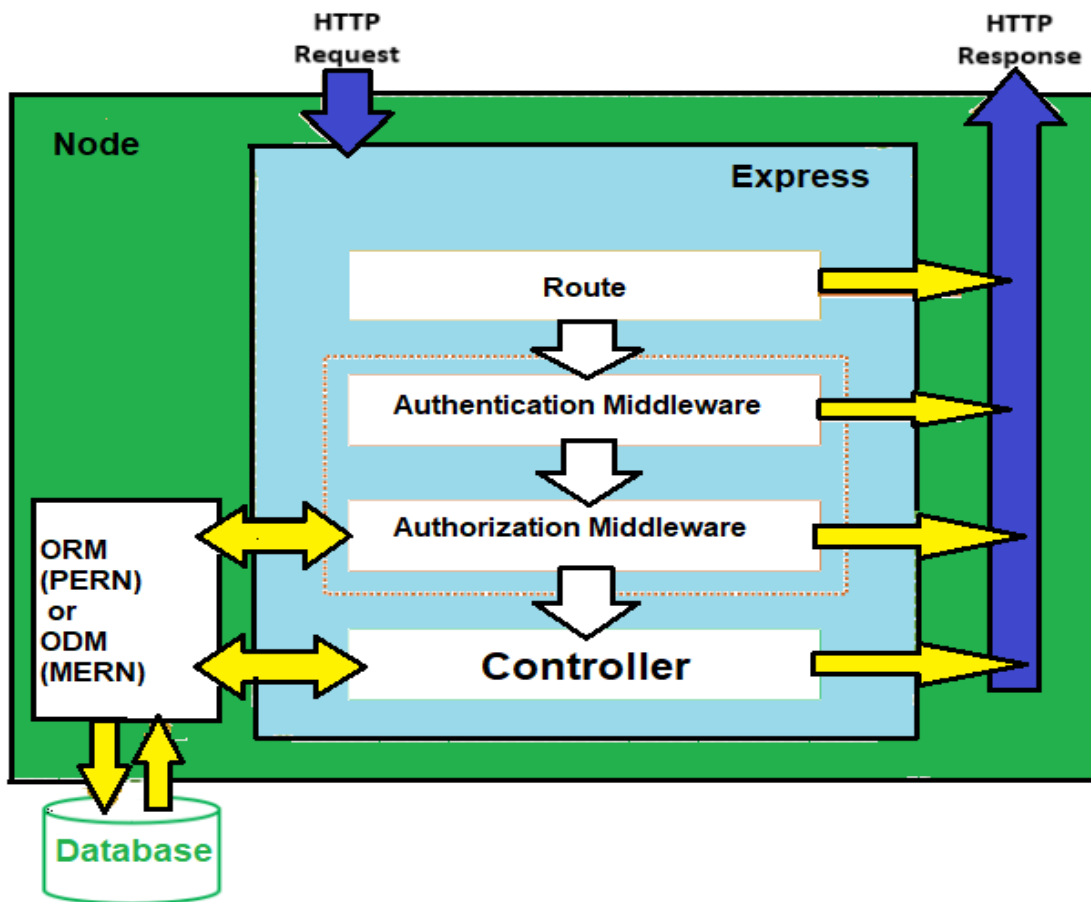 HTTP
Request
HTTP
Response
Node
Express
Route
Authentication Middleware
Authorization Middleware
ORM
(PERN)
or
ODM
(MERN)
Controller
Database